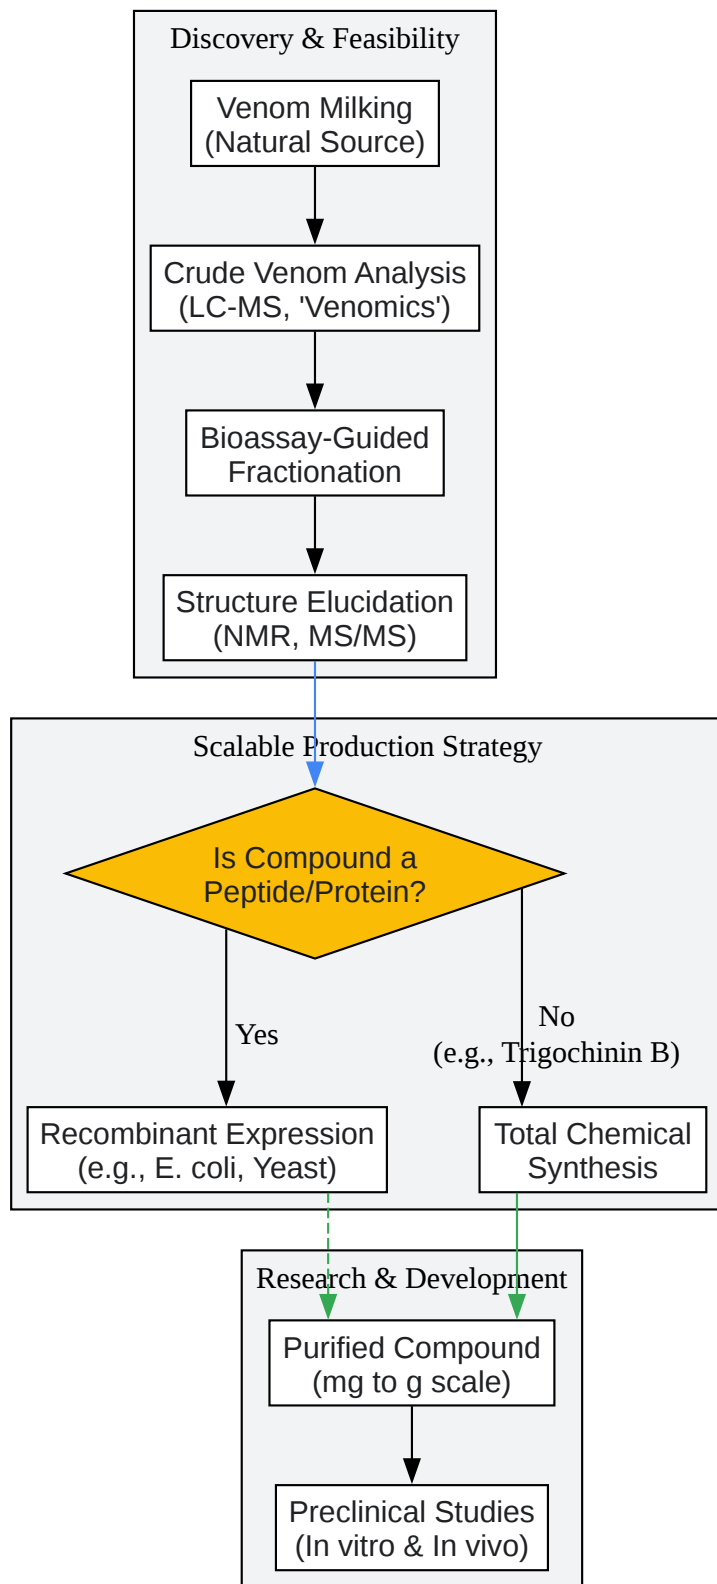 Discovery & Feasibility
Venom Milking
(Natural Source)
Crude Venom Analysis
(LC-MS, 'Venomics')
Bioassay-Guided
Fractionation
Structure Elucidation
(NMR, MS/MS)
Scalable Production Strategy
Is Compound a
Peptide/Protein?
Yes
No
(e.g., Trigochinin B)
Recombinant Expression
(e.g., E. coli, Yeast)
Total Chemical
Synthesis
Research & Development
Purified Compound
(mg to g scale)
Preclinical Studies
(In vitro & In vivo)